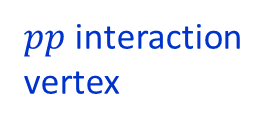 𝑝𝑝 interaction
vertex